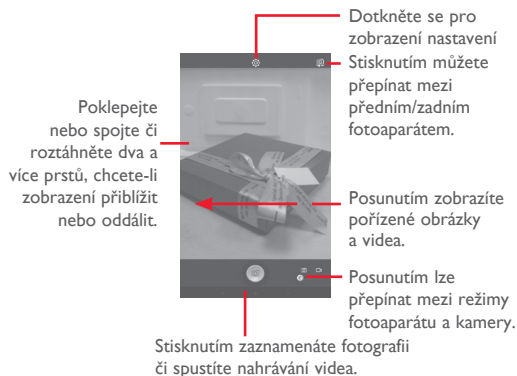 Dotkněte se pro
zobrazení nastavení
Stisknutím můžete
přepínat mezi
předním/zadním
fotoaparátem.
Poklepejte
nebo spojte či
roztáhněte dva a
více prstů, chcete-li
zobrazení přiblížit
nebo oddálit.
Posunutím zobrazíte
pořízené obrázky
a videa.
Posunutím lze
přepínat mezi režimy
fotoaparátu a kamery.
Stisknutím zaznamenáte fotografii
či spustíte nahrávání videa.